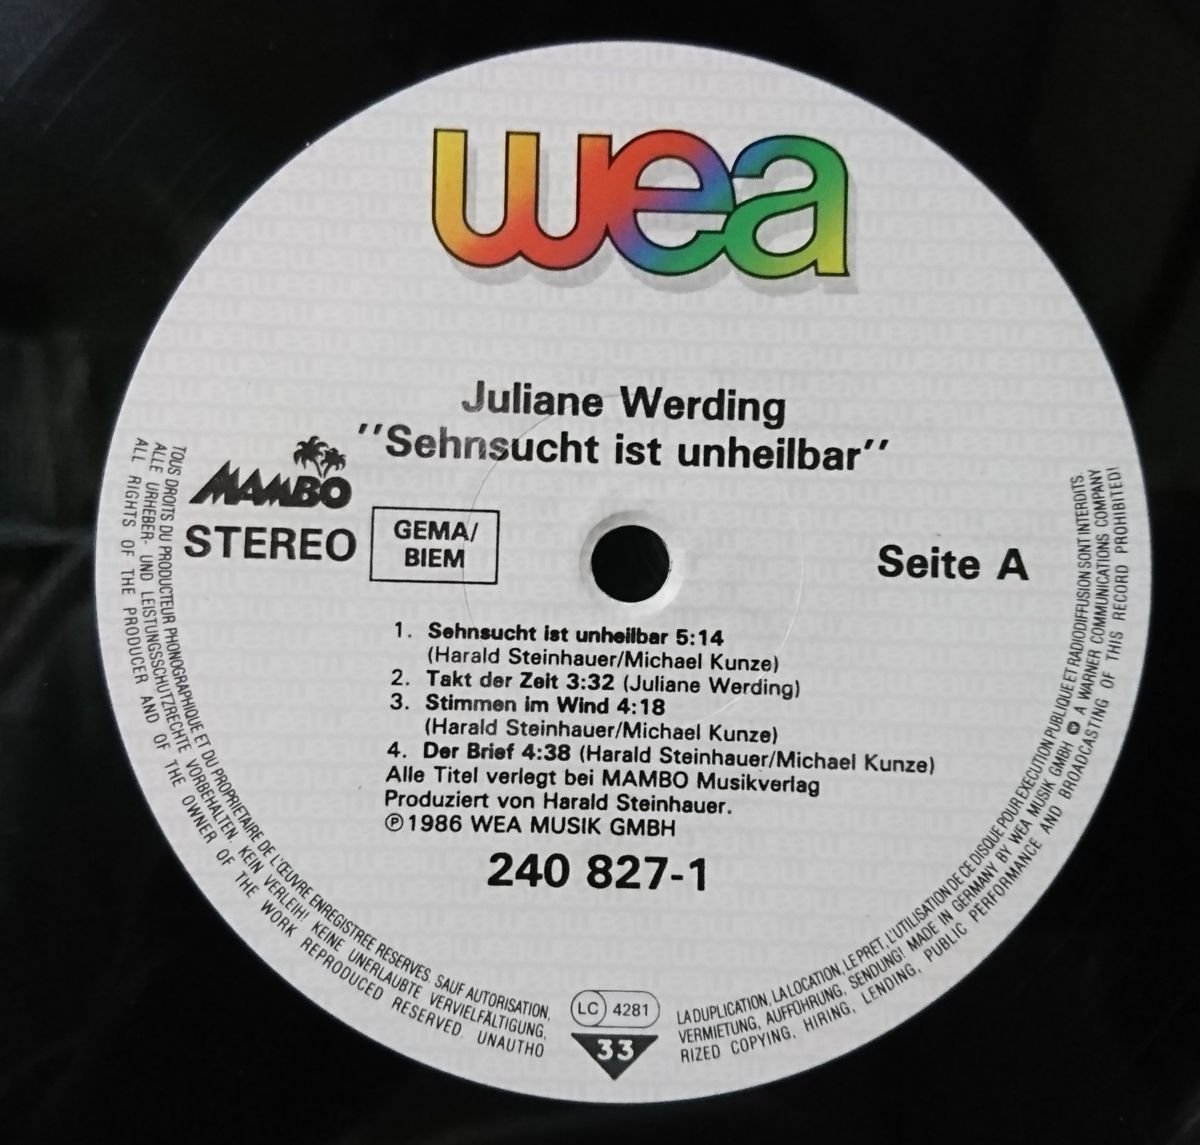 wea
Juliane Werding
"Sehnsucht ist unheilbar"
MAMBO
STEREO
GEMA/
BIEM
Seite A
1. Sehnsucht ist unheilbar 5:14
(Harald Steinhauer/Michael Kunze)
2. Takt der Zeit 3:32 (Juliane Werding)
3. Stimmen im Wind 4:18
(Harald Steinhauer/Michael Kunze)
4. Der Brief 4:38 (Harald Steinhauer/Michael Kunze)
Alle Titel verlegt bei MAMBO Musikverlag
Produziert von Harald Steinhauer.
℗1986 WEA MUSIK GMBH
240 827-1
TOUS DROITS DU PRODUCTEUR PHONOGRAPHIQUE ET DU PROPRIETAIRE DE L'ŒUVRE ENREGISTREE RESERVES. SAUF AUTORISATION,
LA DUPLICATION, LA LOCATION, LE PRET, L'UTILISATION DE CE DISQUE POUR EXECUTION PUBLIQUE ET RADIODIFFUSION SONT INTERDITS.
ALLE URHEBER- UND LEISTUNGSSCHUTZRECHTE VORBEHALTEN. KEIN VERLEIH! KEINE UNERLAUBTE VERVIELFÄLTIGUNG,
VERMIETUNG, AUFFÜHRUNG, SENDUNG! MADE IN GERMANY BY WEA MUSIK GMBH A WARNER COMMUNICATIONS COMPANY
ALL RIGHTS OF THE PRODUCER AND OF THE OWNER OF THE WORK REPRODUCED RESERVED. UNAUTHO
RIZED COPYING, HIRING, LENDING, PUBLIC PERFORMANCE AND BROADCASTING OF THIS RECORD PROHIBITED!
LC 4281
33